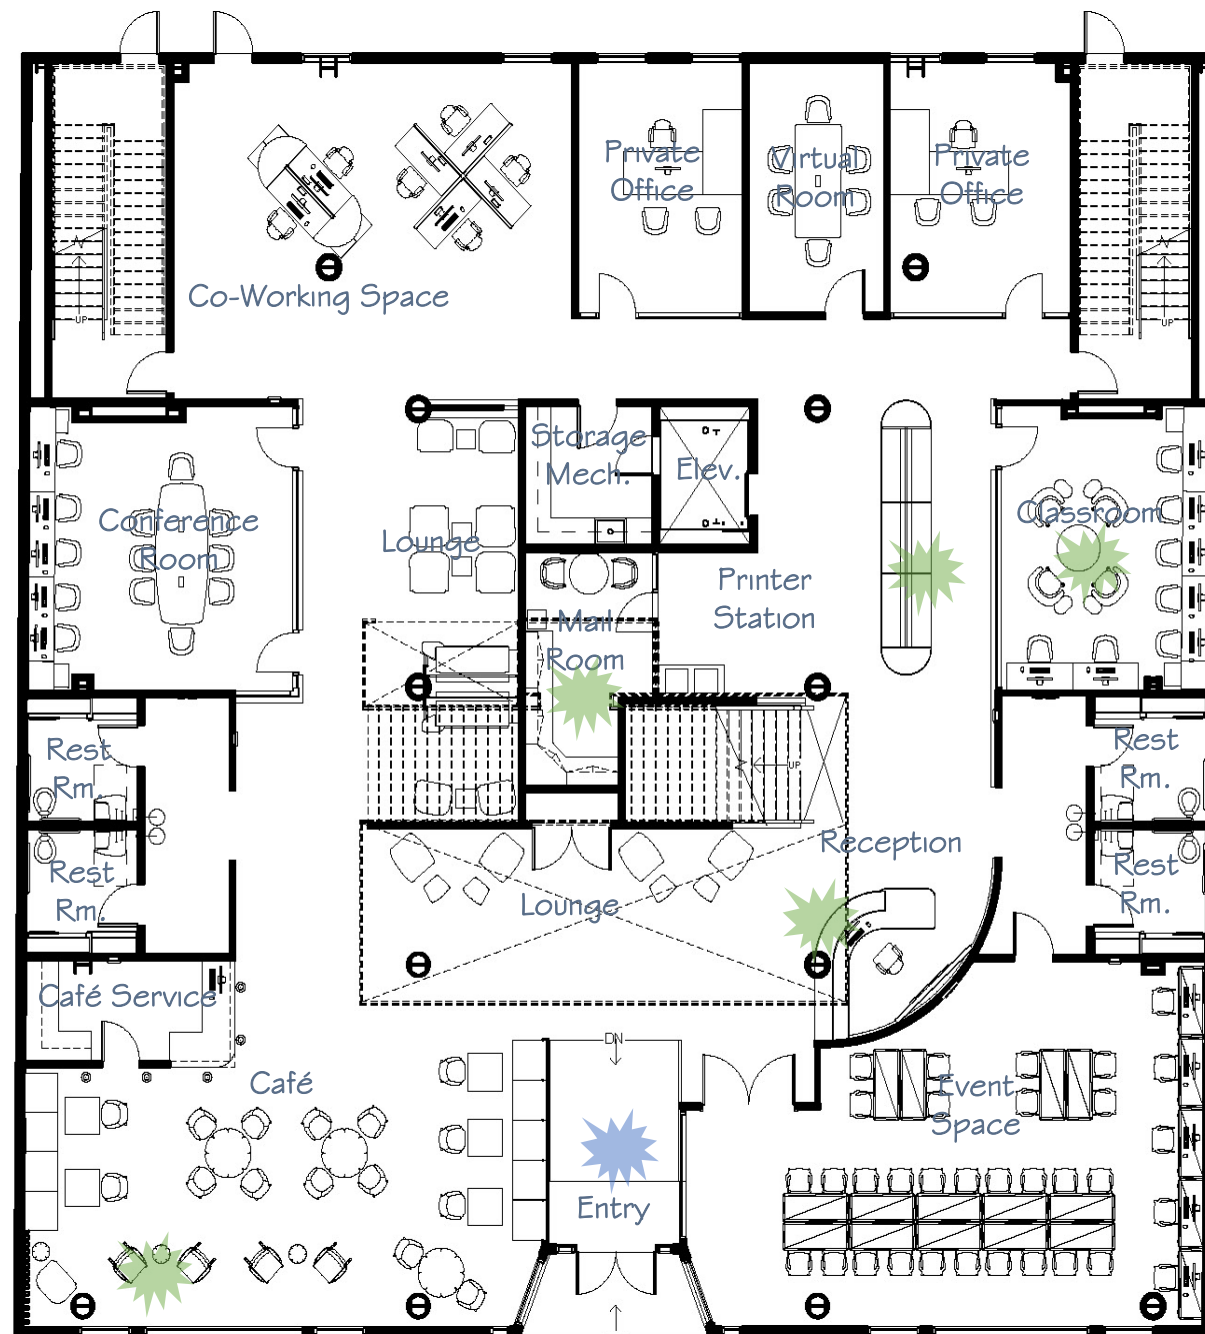 Private
Office
Virtual
Room
Private
Office
Co-Working Space
UP
UP
Storage
Mech.
Elev.
Conference
Room
Lounge
Classroom
Printer
Station
Mail
Room
Rest
Rm.
UP
Rest
Rm.
Reception
Rest
Rm.
Rest
Rm.
Lounge
Café Service
DN
Café
Event
Space
Entry